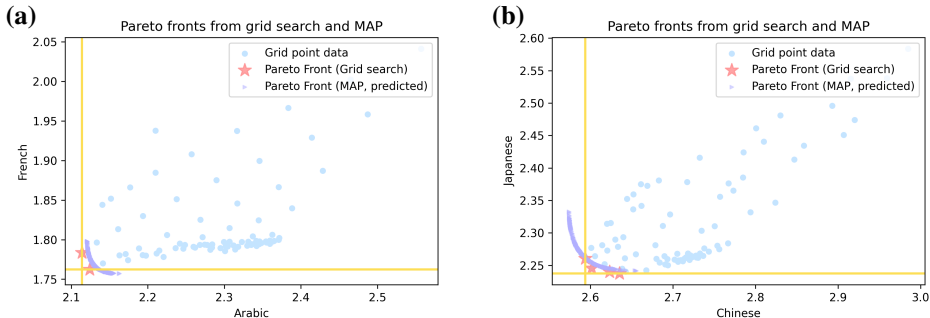 (a)
Pareto fronts from grid search and MAP
2.05
2.00
1.95
1.90
1.85
1.80
1.75
French
Grid point data
Pareto Front (Grid search)
Pareto Front (MAP, predicted)
2.1 2.2 2.3 2.4 2.5
Arabic
(b)
Pareto fronts from grid search and MAP
2.60
2.55
2.50
2.45
2.40
2.35
2.30
2.25
Japanese
Grid point data
Pareto Front (Grid search)
Pareto Front (MAP, predicted)
2.6 2.7 2.8 2.9 3.0
Chinese